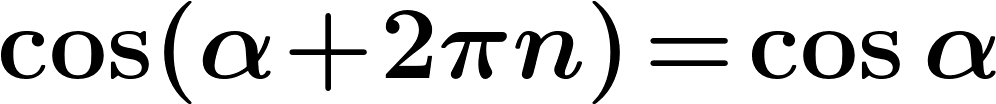 cos(α + 2πn) = cos α